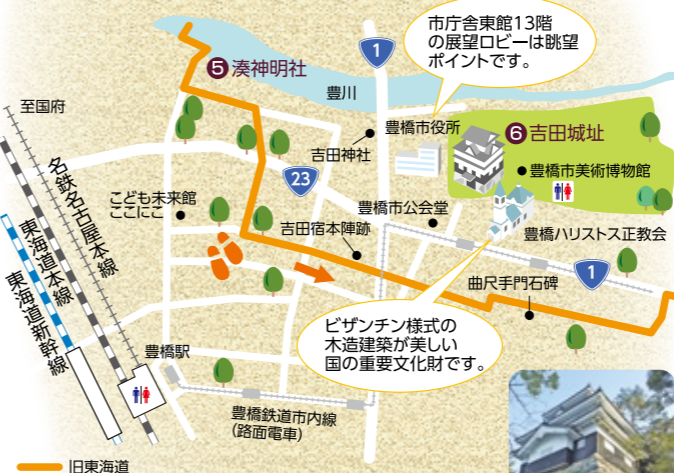 市庁舎東館13階
の展望ロビーは眺望
ポイントです。
1
5 湊神明社
豊川
至国府
豊橋市役所
6 吉田城址
吉田神社
豊橋市美術博物館
名鉄名古屋本線
東海道本線
東海道新幹線
23
こども未来館
ここにこ
豊橋市公会堂
吉田宿本陣跡
豊橋ハリストス正教会
1
曲尺手門石碑
ビザンチン様式の
木造建築が美しい
国の重要文化財です。
豊橋駅
豊橋鉄道市内線
(路面電車)
旧東海道